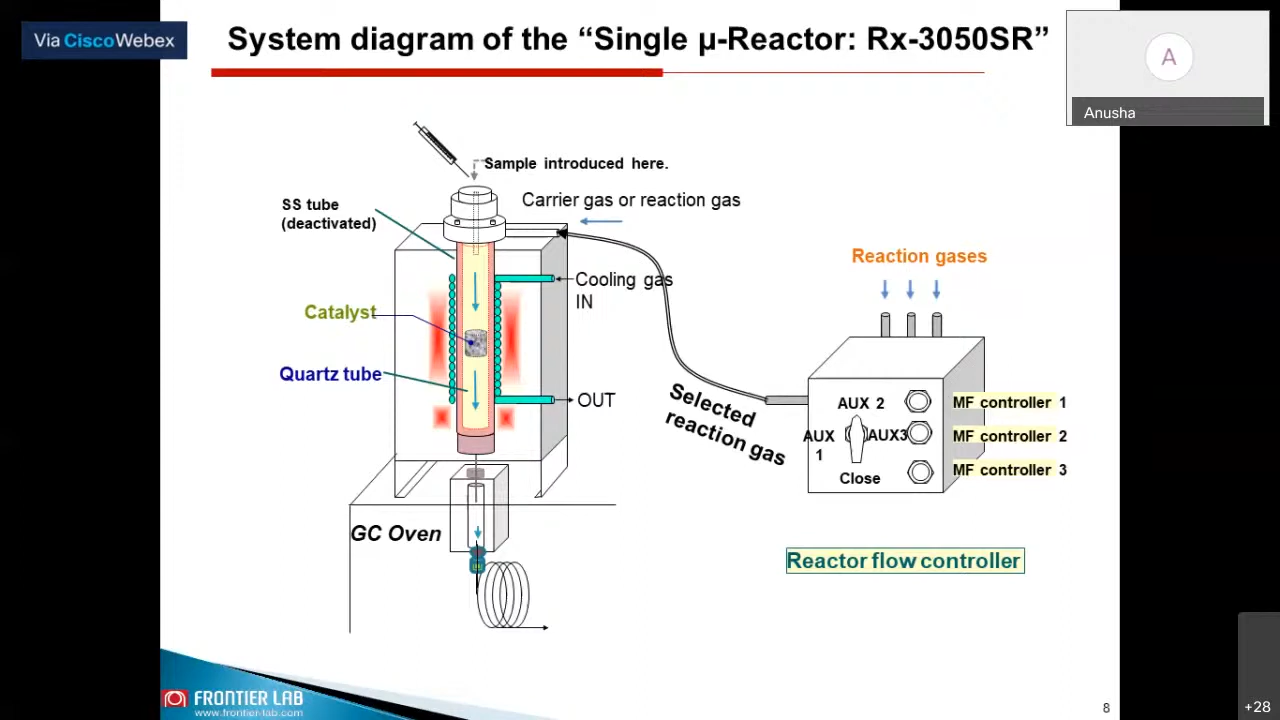 Via CiscoWebex
System diagram of the “Single µ-Reactor: Rx-3050SR”
A
Anusha
Sample introduced here.
SS tube
(deactivated)
Carrier gas or reaction gas
Reaction gases
Cooling gas
IN
Catalyst
Quartz tube
OUT
Selected
reaction gas
AUX 2
AUX
1
AUX3
Close
MF controller 1
MF controller 2
MF controller 3
GC Oven
Reactor flow controller
FRONTIER LAB
www.frontier-lab.com
8
+28